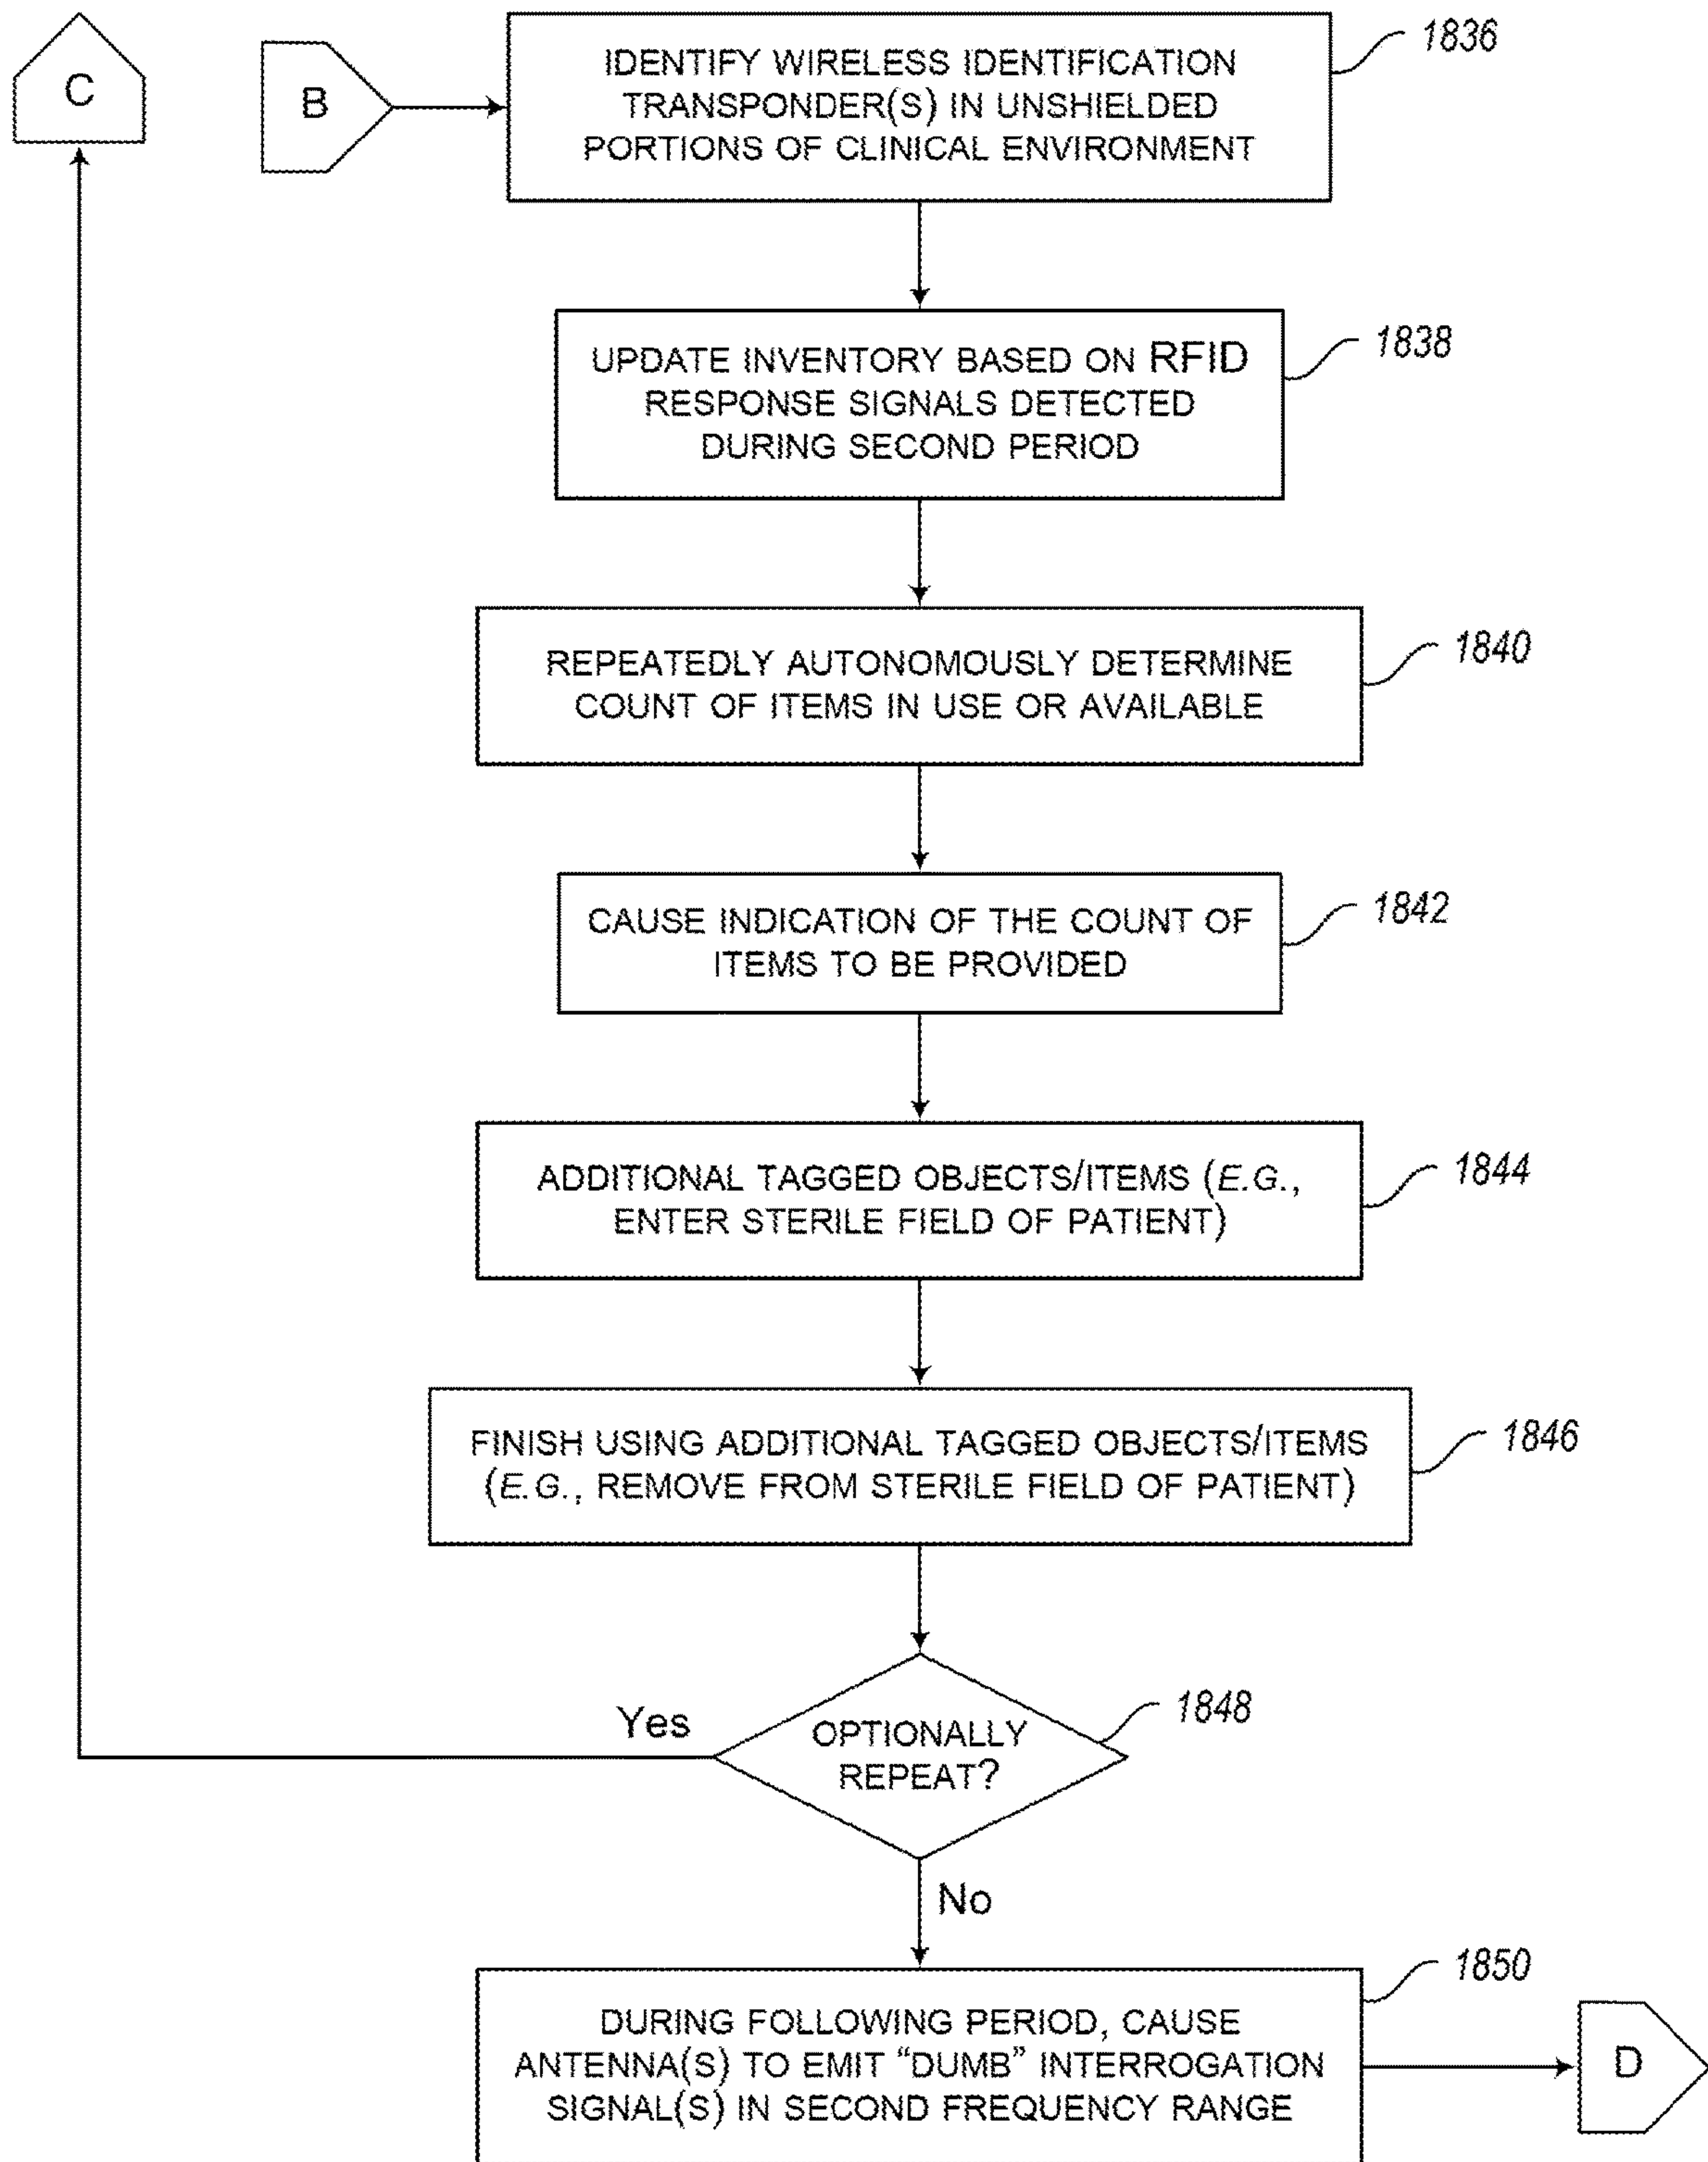 C
B
IDENTIFY WIRELESS IDENTIFICATION
TRANSPONDER(S) IN UNSHIELDED
PORTIONS OF CLINICAL ENVIRONMENT
1836
UPDATE INVENTORY BASED ON RFID
RESPONSE SIGNALS DETECTED
DURING SECOND PERIOD
1838
REPEATEDLY AUTONOMOUSLY DETERMINE
COUNT OF ITEMS IN USE OR AVAILABLE
1840
CAUSE INDICATION OF THE COUNT OF
ITEMS TO BE PROVIDED
1842
ADDITIONAL TAGGED OBJECTS/ITEMS (E.G.,
ENTER STERILE FIELD OF PATIENT)
1844
FINISH USING ADDITIONAL TAGGED OBJECTS/ITEMS
(E.G., REMOVE FROM STERILE FIELD OF PATIENT)
1846
Yes
OPTIONALLY
REPEAT?
1848
No
DURING FOLLOWING PERIOD, CAUSE
ANTENNA(S) TO EMIT “DUMB” INTERROGATION
SIGNAL(S) IN SECOND FREQUENCY RANGE
1850
D